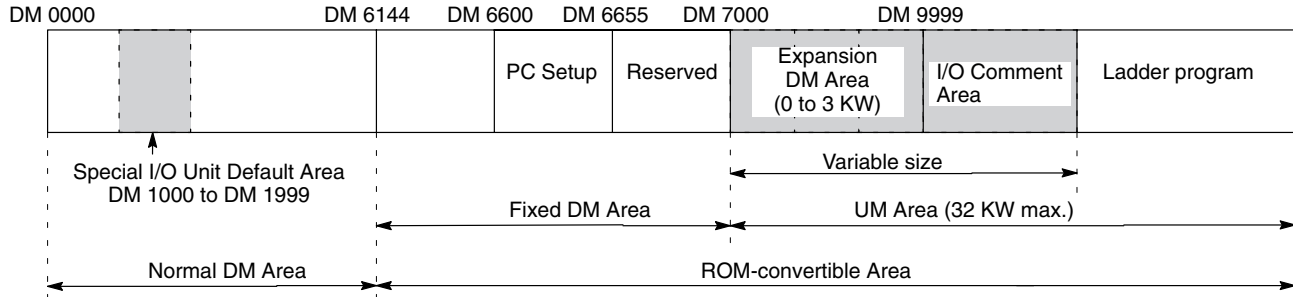 DM 0000 DM 6144 DM 6600 DM 6655 DM 7000 DM 9999
PC Setup
Reserved
Expansion
DM Area
(0 to 3 KW)
I/O Comment
Area
Ladder program
Special I/O Unit Default Area
DM 1000 to DM 1999
Variable size
Fixed DM Area
UM Area (32 KW max.)
Normal DM Area
ROM-convertible Area